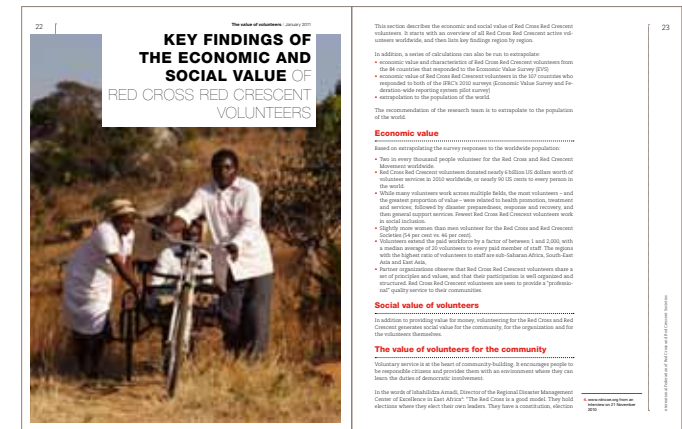 22
The value of volunteers | January 2011
KEY FINDINGS OF
THE ECONOMIC AND
SOCIAL VALUE OF
RED CROSS RED CRESCENT
VOLUNTEERS
This section describes the economic and social value of Red Cross Red Crescent
volunteers. It starts with an overview of all Red Cross Red Crescent active vol-
unteers worldwide, and then lists key findings region by region.
In addition, a series of calculations can also be run to extrapolate:
• economic value and characteristics of Red Cross Red Crescent volunteers from
the 84 countries that responded to the Economic Value Survey (EVS)
• economic value of Red Cross Red Crescent volunteers in the 107 countries who
responded to both of the IFRC's 2010 surveys (Economic Value Survey and Fe-
deration-wide reporting system pilot survey)
• extrapolation to the population of the world.
The recommendation of the research team is to extrapolate to the population
of the world.
Economic value
Based on extrapolating the survey responses to the worldwide population:
• Two in every thousand people volunteer for the Red Cross and Red Crescent
Movement worldwide.
• Red Cross Red Crescent volunteers donated nearly 6 billion US dollars worth of
volunteer services in 2010 worldwide, or nearly 90 US cents to every person in
the world.
• While many volunteers work across multiple fields, the most volunteers – and
the greatest proportion of value – were related to health promotion, treatment
and services, followed by disaster preparedness, response and recovery, and
then general support services. Fewest Red Cross Red Crescent volunteers work
in social inclusion.
• Slightly more women than men volunteer for the Red Cross and Red Crescent
Societies (54 per cent vs. 46 per cent).
• Volunteers extend the paid workforce by a factor of between 1 and 2,000, with
a median average of 20 volunteers to every paid member of staff. The regions
with the highest ratio of volunteers to staff are sub-Saharan Africa, South-East
Asia and East Asia.
• Partner organizations observe that Red Cross Red Crescent volunteers share a
set of principles and values, and that their participation is well organized and
structured. Red Cross Red Crescent volunteers are seen to provide a "professio-
nal" quality service to their communities.
Social value of volunteers
In addition to providing value for money, volunteering for the Red Cross and Red
Crescent generates social value for the community, for the organization and for
the volunteers themselves.
The value of volunteers for the community
Voluntary service is at the heart of community-building. It encourages people to
be responsible citizens and provides them with an environment where they can
learn the duties of democratic involvement.
In the words of Ishahilidza Amadi, Director of the Regional Disaster Management
Center of Excellence in East Africa⁴: "The Red Cross is a good model. They hold
elections where they elect their own leaders. They have a constitution, election
23
International Federation of Red Cross and Red Crescent Societies
interview on 21 November
2010